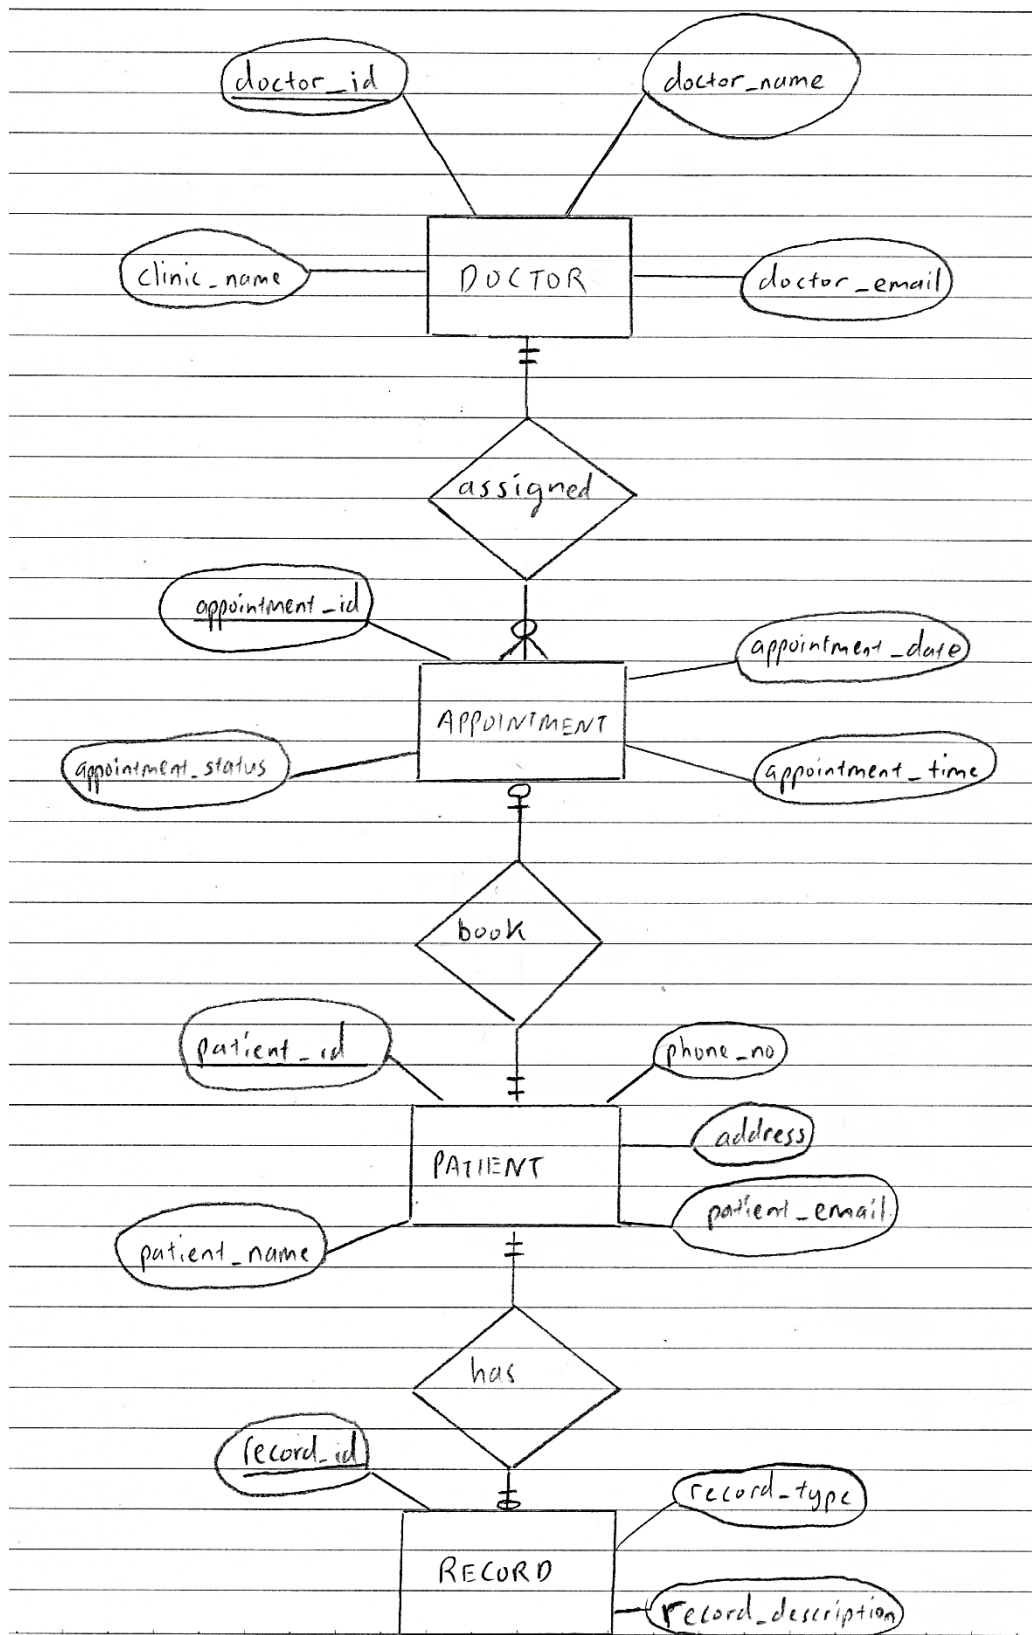 doctor_id
doctor_name
clinic_name
DOCTOR
doctor_email
assigned
appointment_id
appointment_date
APPOINTMENT
appointment_status
appointment_time
book
patient_id
phone_no
address
PATIENT
patient_email
patient_name
has
record_id
record_type
RECORD
record_description